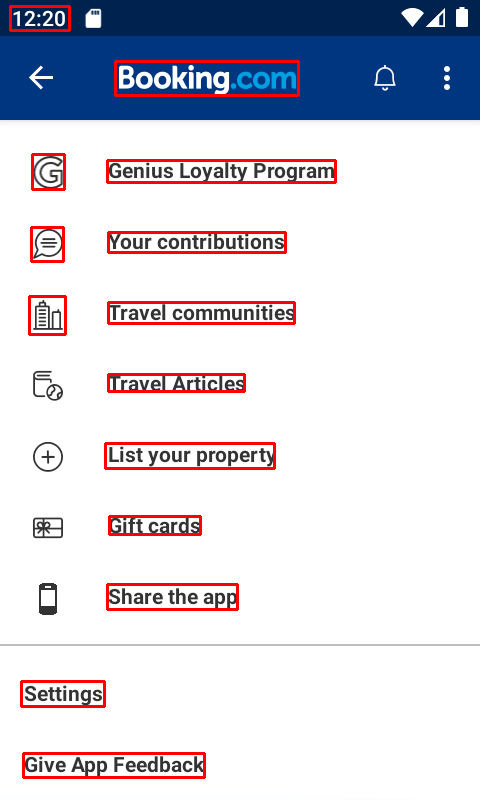 12:20
Booking.com
Genius Loyalty Program
Your contributions
Travel communities
Travel Articles
List your property
Gift cards
Share the app
Settings
Give App Feedback